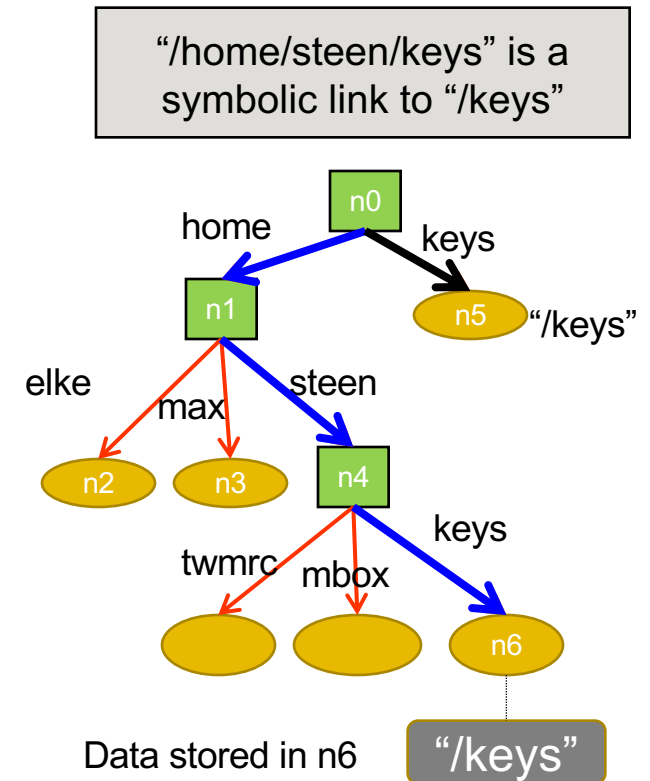 “/home/steen/keys” is a
symbolic link to “/keys”
n0
home
keys
n1
n5
“/keys”
elke
max
steen
n2
n3
n4
keys
twmrc
mbox
n6
Data stored in n6
“/keys”